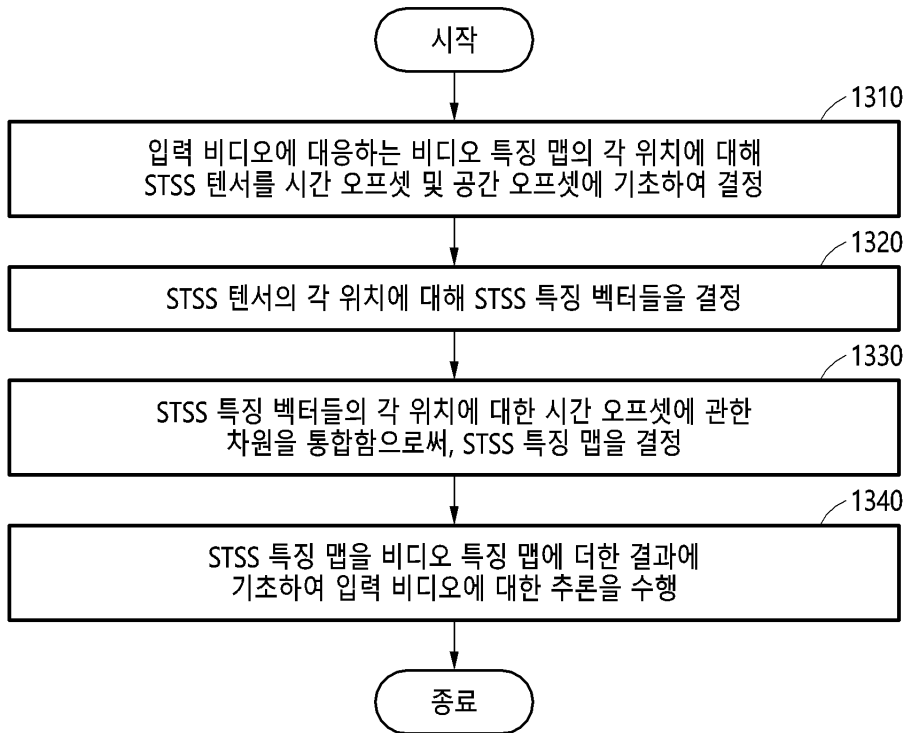 시작
1310
입력 비디오에 대응하는 비디오 특징 맵의 각 위치에 대해
STSS 텐서를 시간 오프셋 및 공간 오프셋에 기초하여 결정
1320
STSS 텐서의 각 위치에 대해 STSS 특징 벡터들을 결정
1330
STSS 특징 벡터들의 각 위치에 대한 시간 오프셋에 관한
차원을 통합함으로써, STSS 특징 맵을 결정
1340
STSS 특징 맵을 비디오 특징 맵에 더한 결과에
기초하여 입력 비디오에 대한 추론을 수행
종료